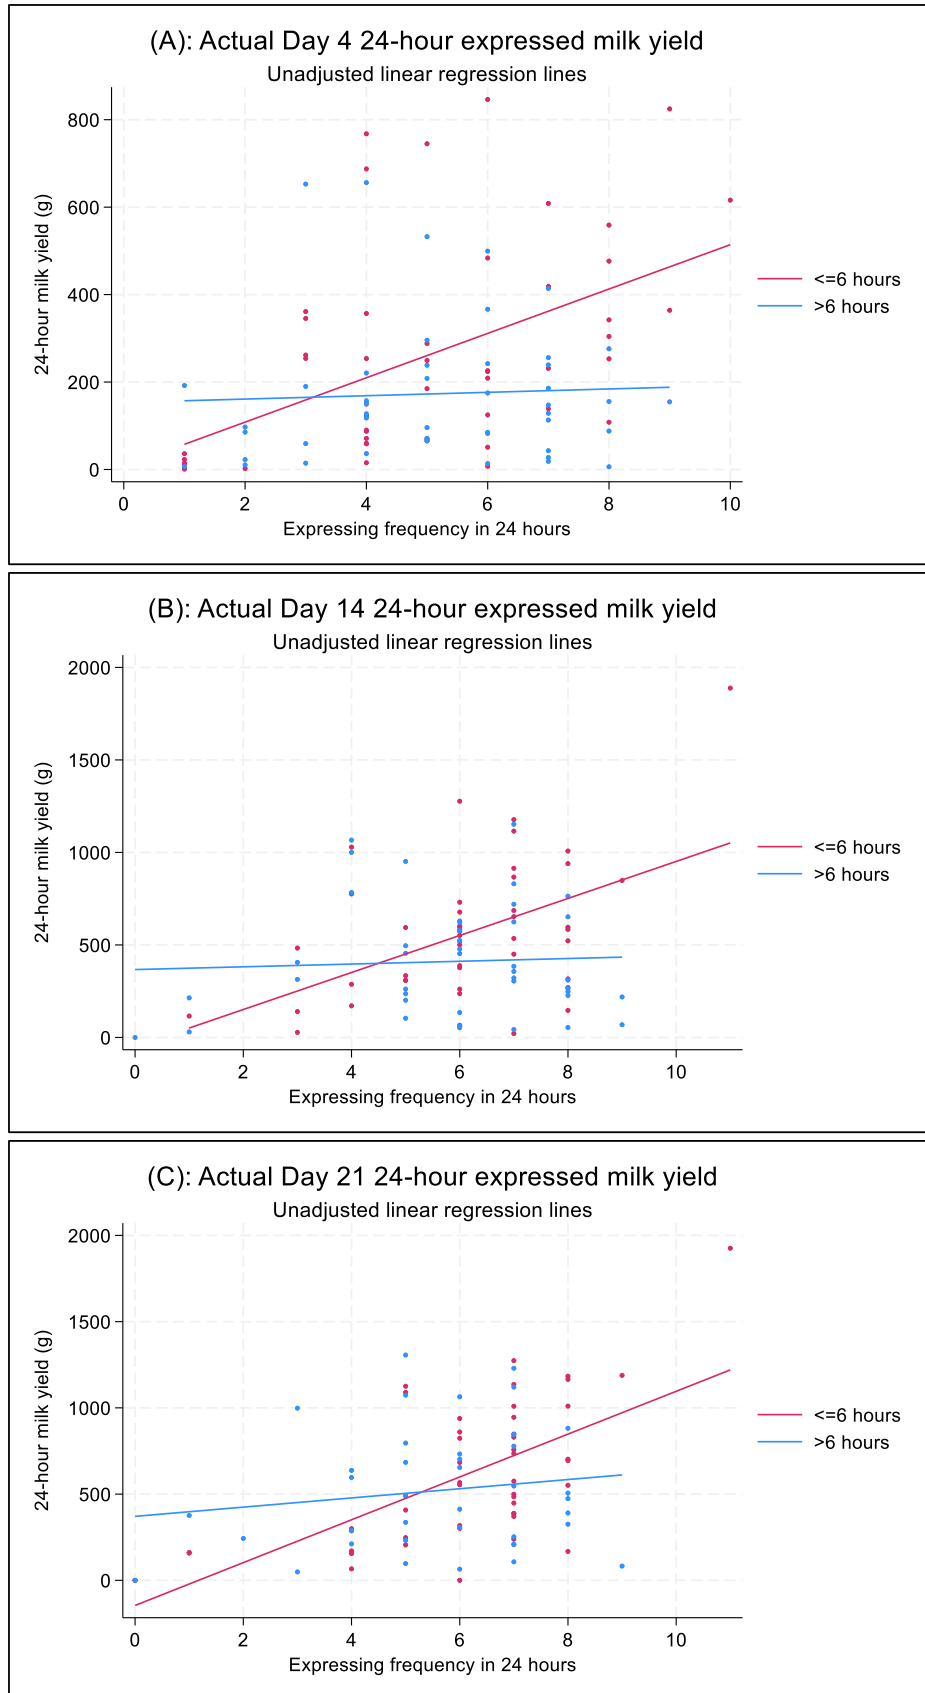 (A): Actual Day 4 24-hour expressed milk yield
Unadjusted linear regression lines
24-hour milk yield (g)
800
600
400
200
0
0 2 4 6 8 10
Expressing frequency in 24 hours
<=6 hours
>6 hours
(B): Actual Day 14 24-hour expressed milk yield
Unadjusted linear regression lines
24-hour milk yield (g)
2000
1500
1000
500
0
0 2 4 6 8 10
Expressing frequency in 24 hours
<=6 hours
>6 hours
(C): Actual Day 21 24-hour expressed milk yield
Unadjusted linear regression lines
24-hour milk yield (g)
2000
1500
1000
500
0
0 2 4 6 8 10
Expressing frequency in 24 hours
<=6 hours
>6 hours